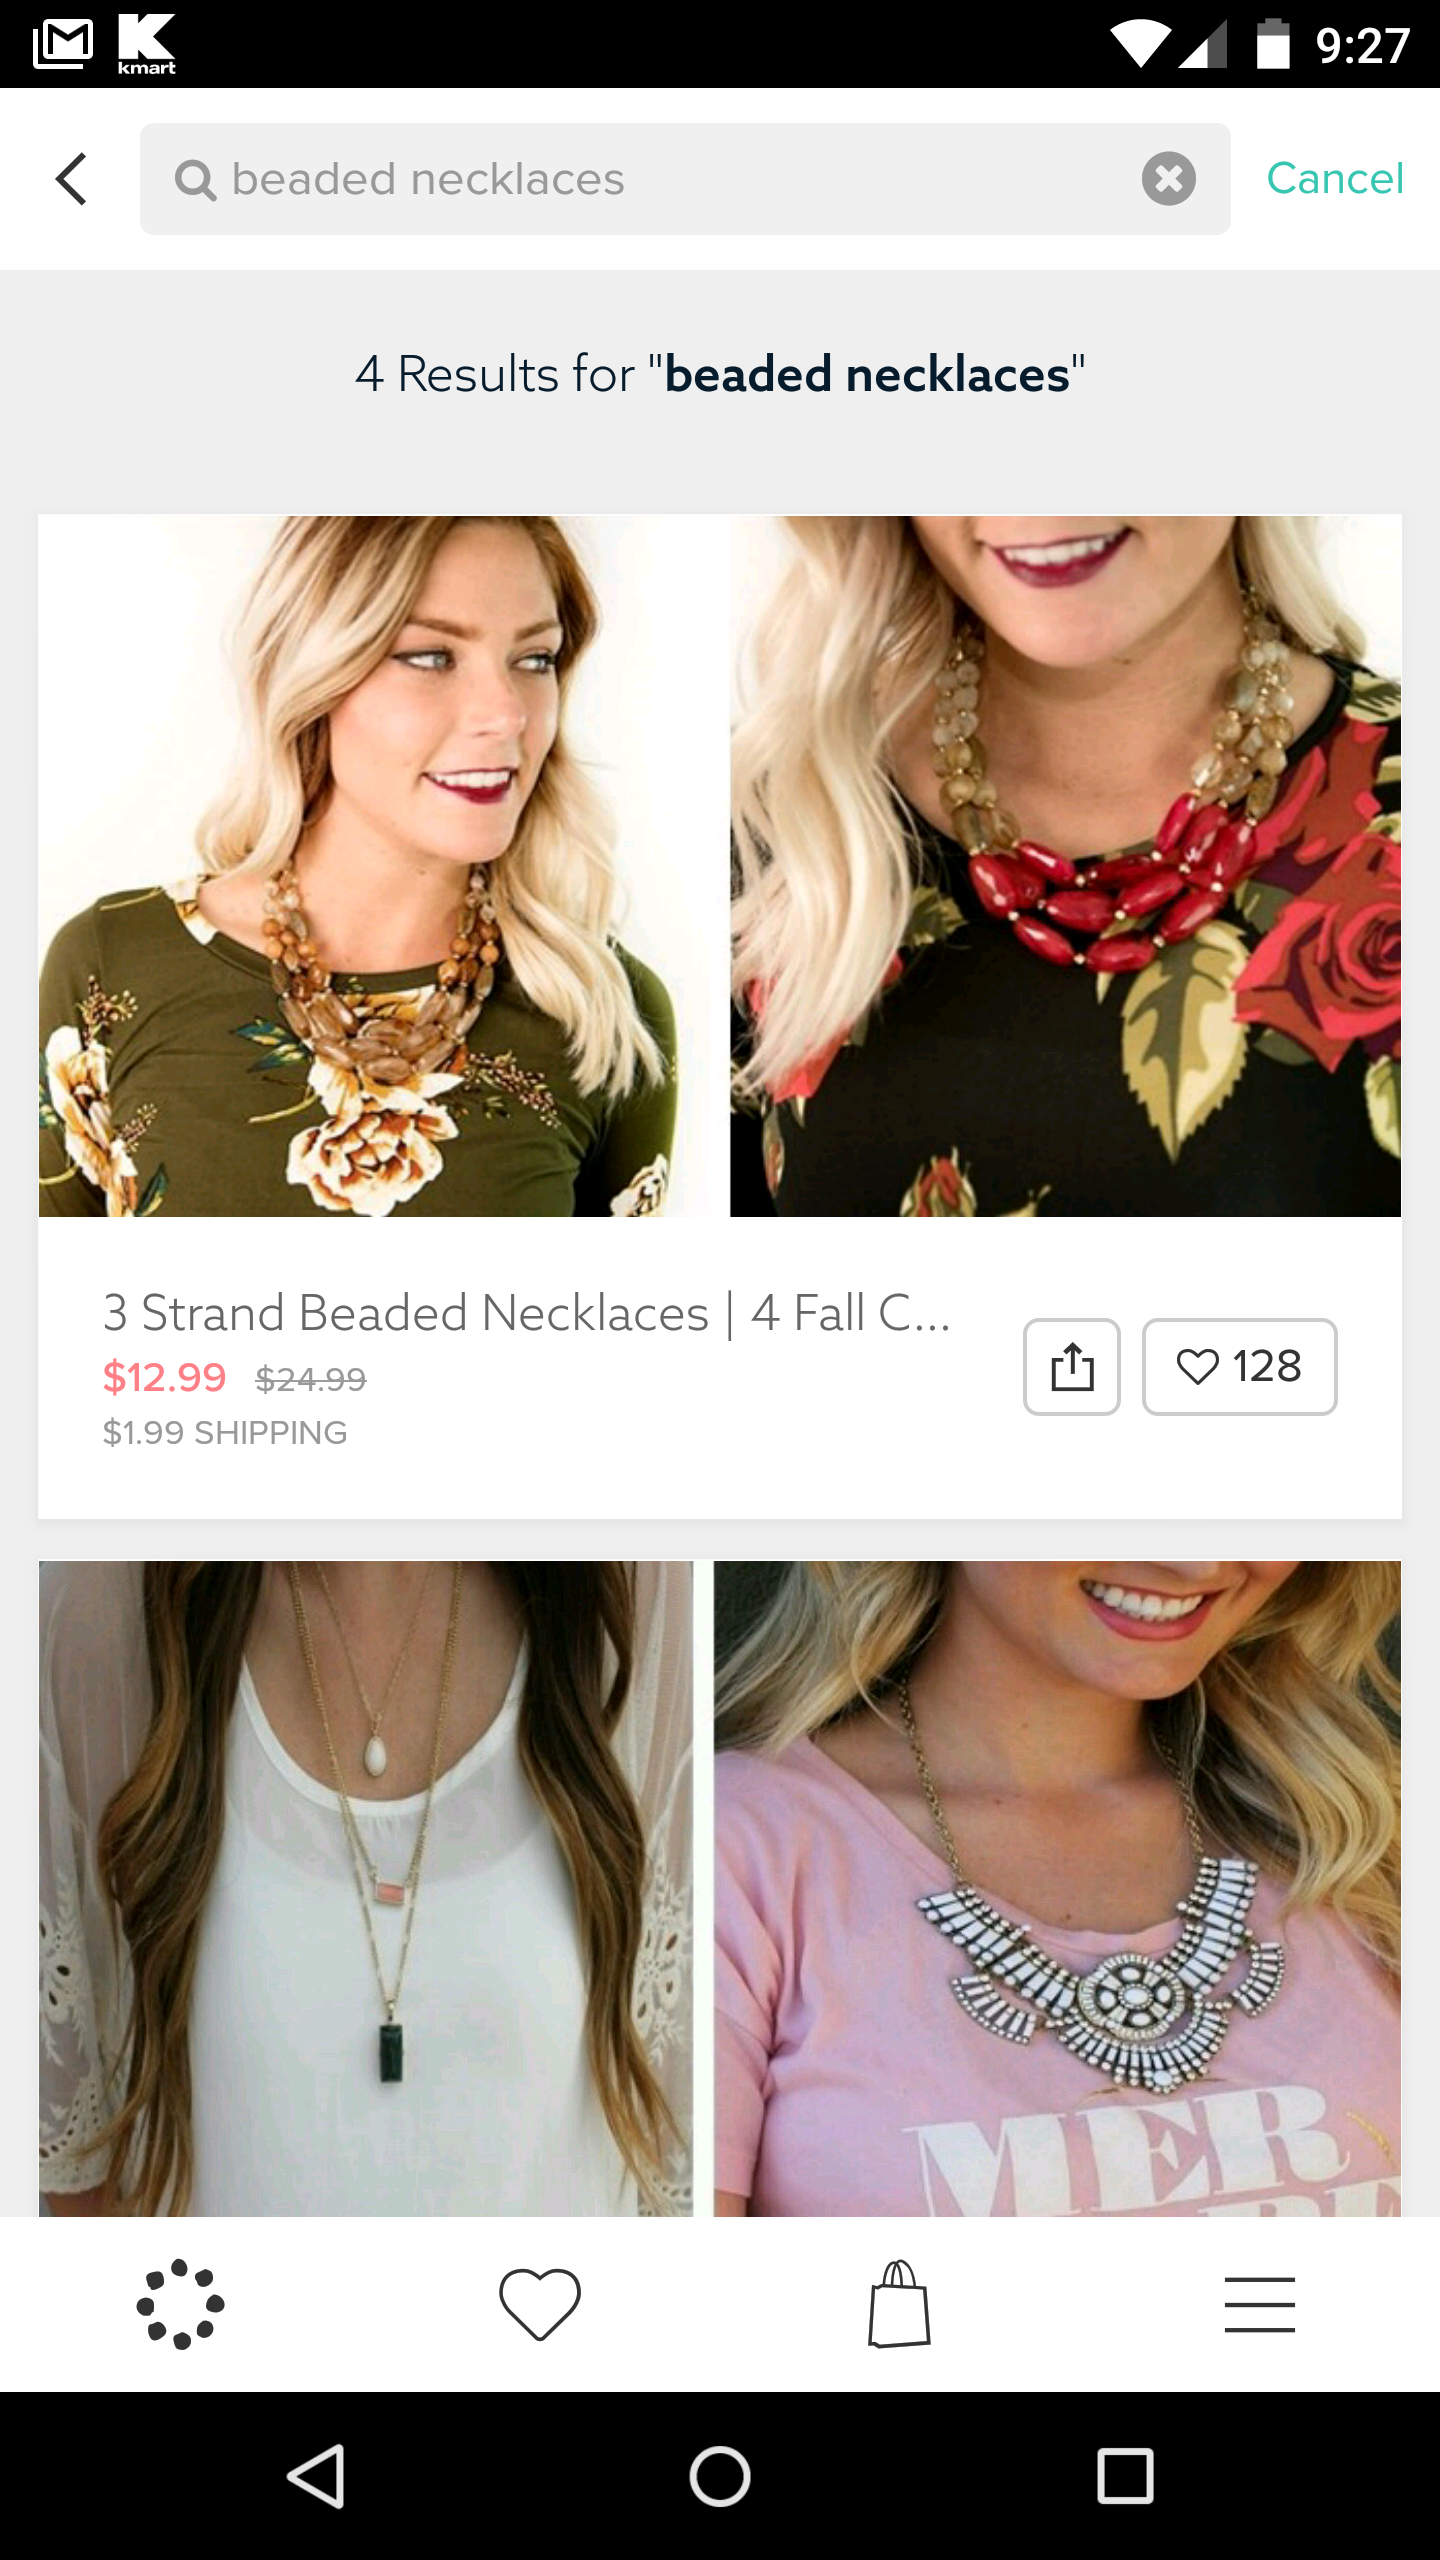 kmart
9:27
beaded necklaces
Cancel
4 Results for "beaded necklaces"
3 Strand Beaded Necklaces | 4 Fall C...
$12.99 $24.99
$1.99 SHIPPING
128
MER